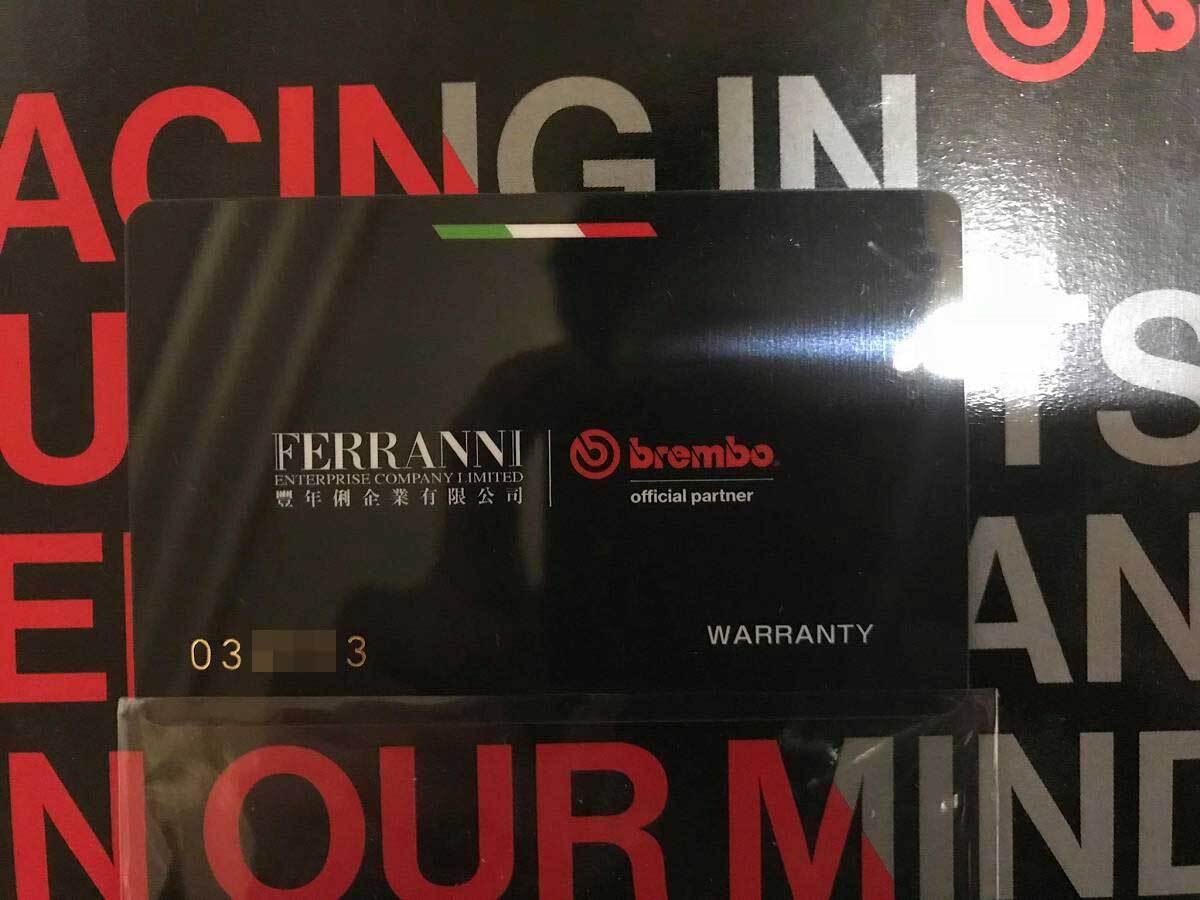 ACING IN
b
U
TS
FERRANNI
ENTERPRISE COMPANY LIMITED
豐年俐企業有限公司
brembo
official partner
E
AN
03 3
WARRANTY
N OUR MIND